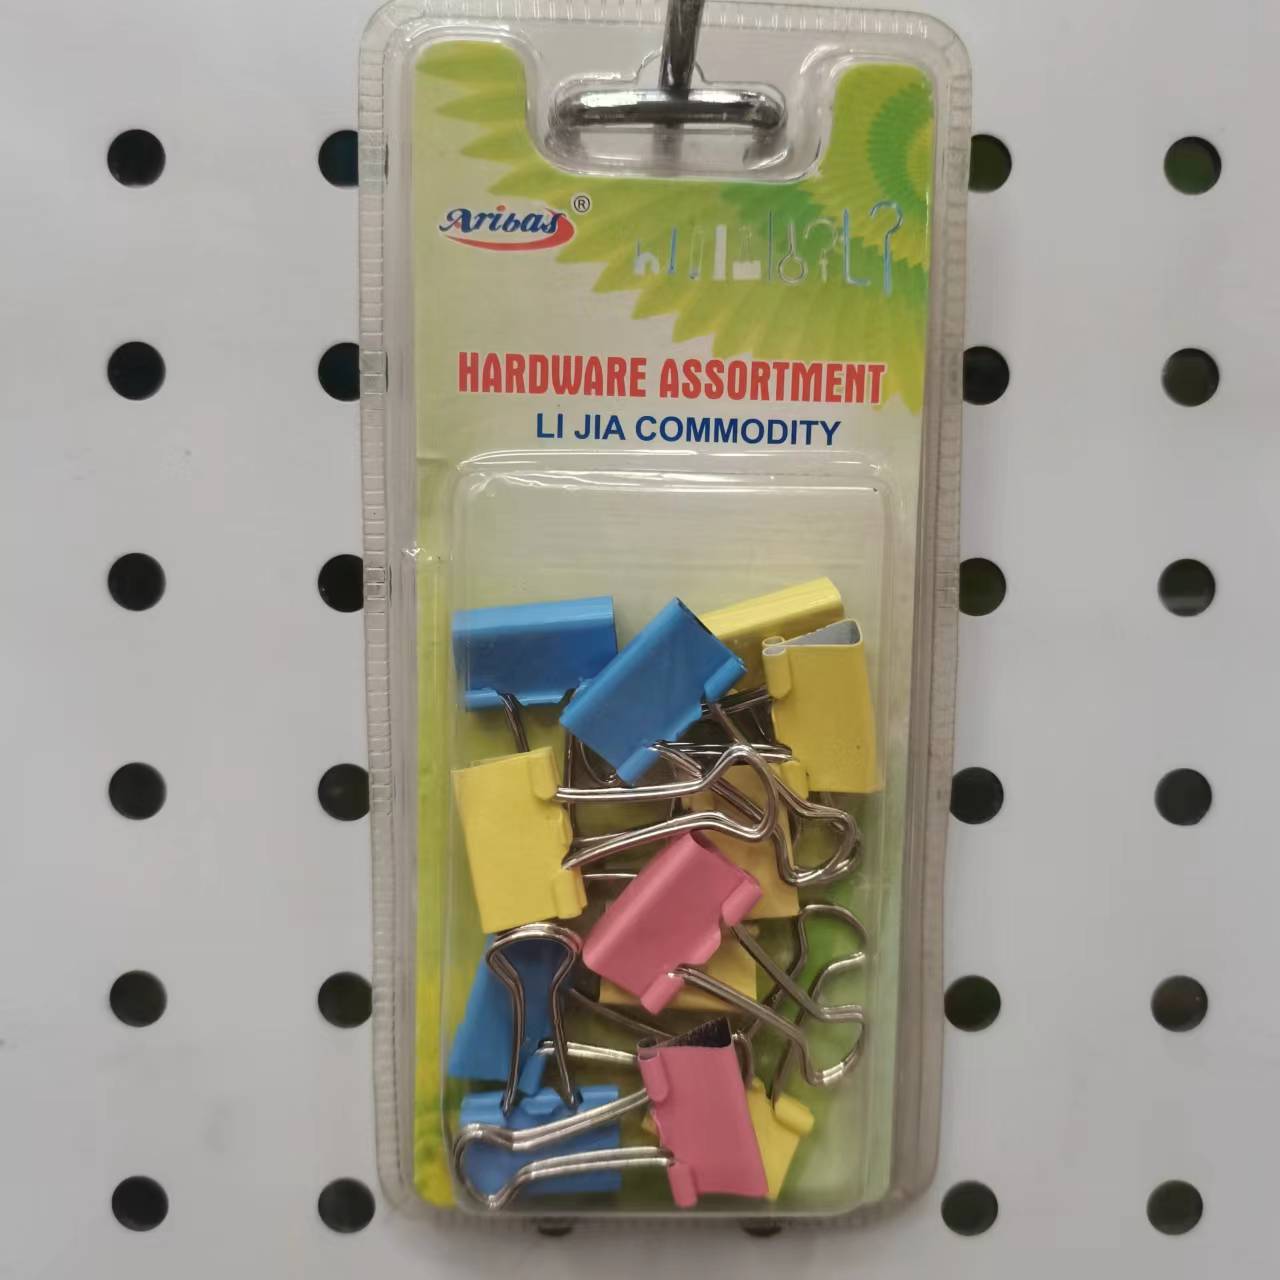 Aribas ®
HARDWARE ASSORTMENT
LI JIA COMMODITY